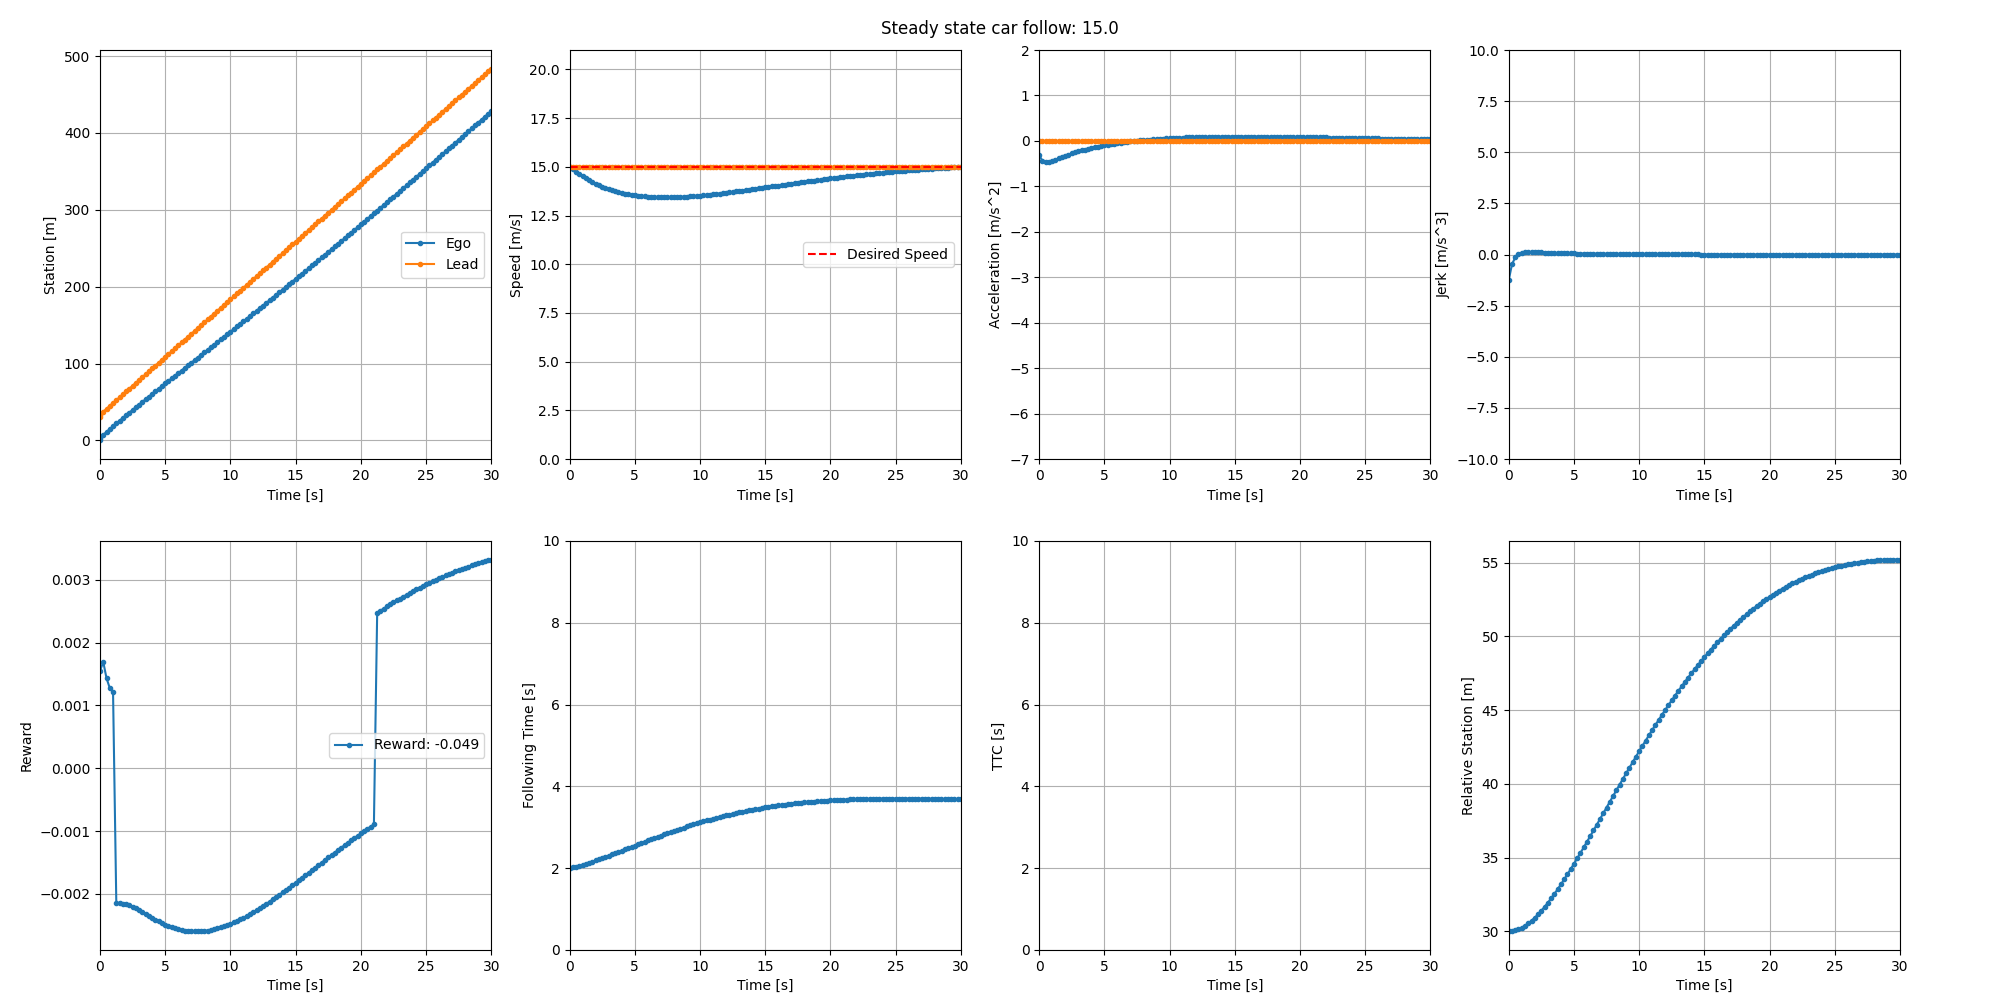 Steady state car follow: 15.0
500
400
300
200
100
0
Station [m]
0 5 10 15 20 25 30
Time [s]
Ego
Lead
20.0
17.5
15.0
12.5
10.0
7.5
5.0
2.5
0.0
Speed [m/s]
0 5 10 15 20 25 30
Time [s]
Desired Speed
2
1
0
−1
−2
−3
−4
−5
−6
−7
Acceleration [m/s^2]
0 5 10 15 20 25 30
Time [s]
10.0
7.5
5.0
2.5
0.0
−2.5
−5.0
−7.5
−10.0
Jerk [m/s^3]
0 5 10 15 20 25 30
Time [s]
0.003
0.002
0.001
0.000
−0.001
−0.002
Reward
0 5 10 15 20 25 30
Time [s]
Reward: -0.049
10
8
6
4
2
0
Following Time [s]
0 5 10 15 20 25 30
Time [s]
10
8
6
4
2
0
TTC [s]
0 5 10 15 20 25 30
Time [s]
55
50
45
40
35
30
Relative Station [m]
0 5 10 15 20 25 30
Time [s]